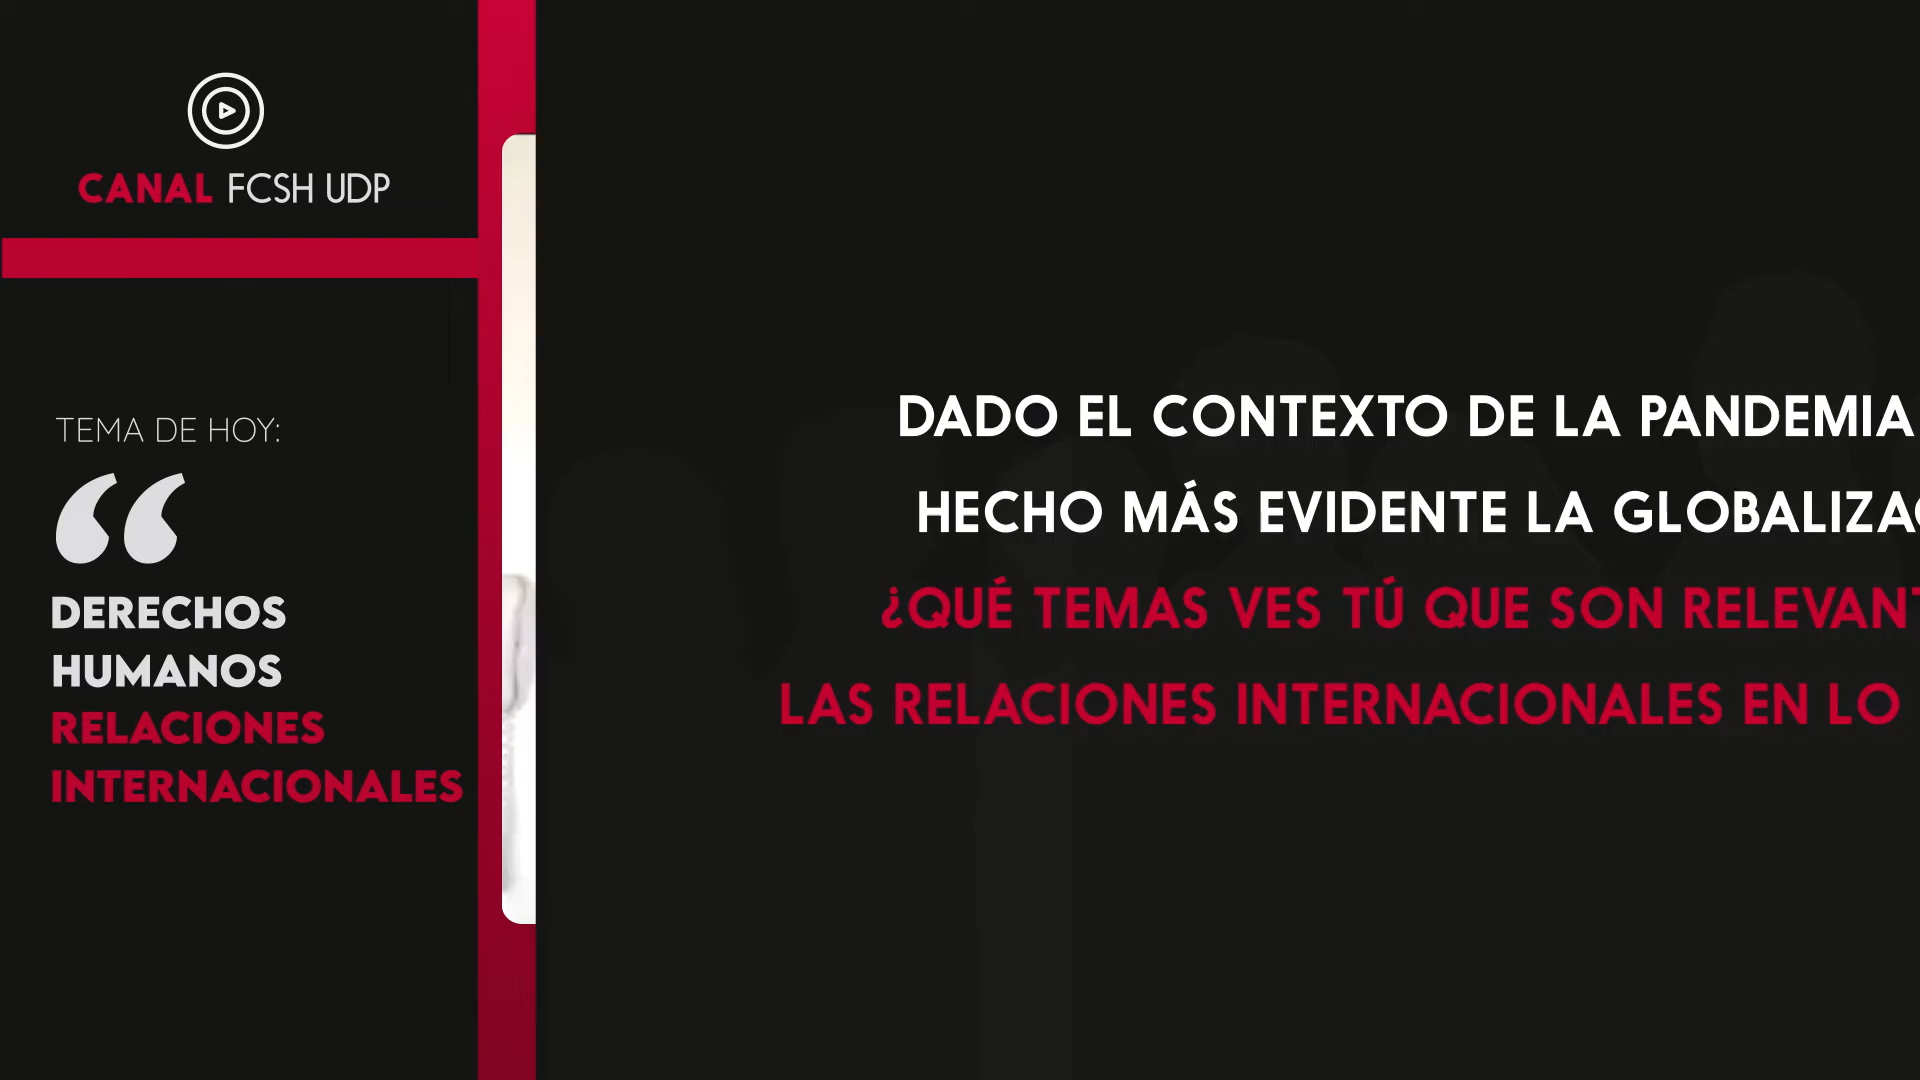 CANAL FCSH UDP
TEMA DE HOY:
“
DERECHOS
HUMANOS
RELACIONES
INTERNACIONALES
DADO EL CONTEXTO DE LA PANDEMIA
HECHO MÁS EVIDENTE LA
¿QUÉ TEMAS VES TÚ QUE SON
LAS RELACIONES INTERNACIONALES EN LO